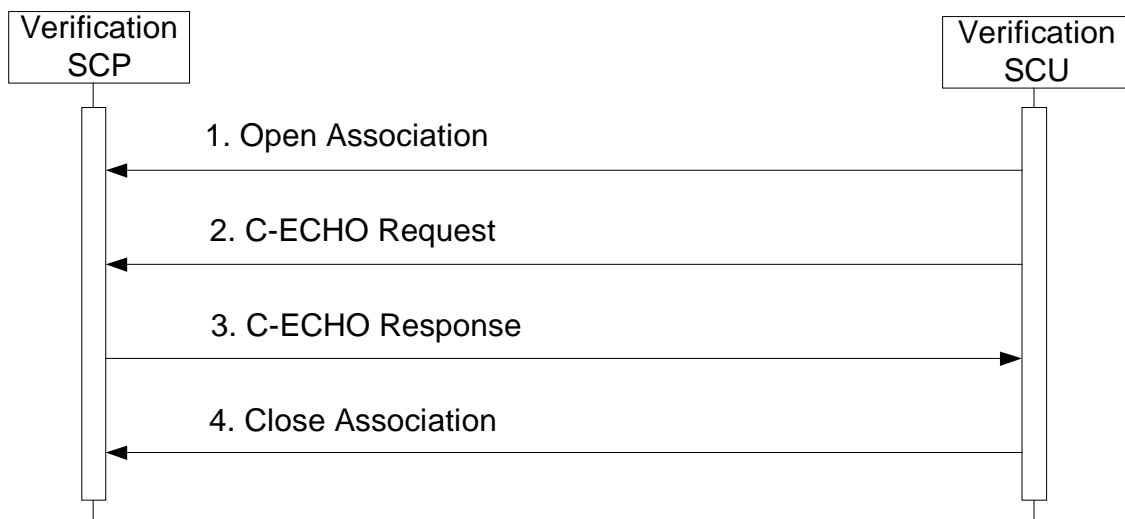 Verification
SCP
Verification
SCU
1. Open Association
2. C-ECHO Request
3. C-ECHO Response
4. Close Association